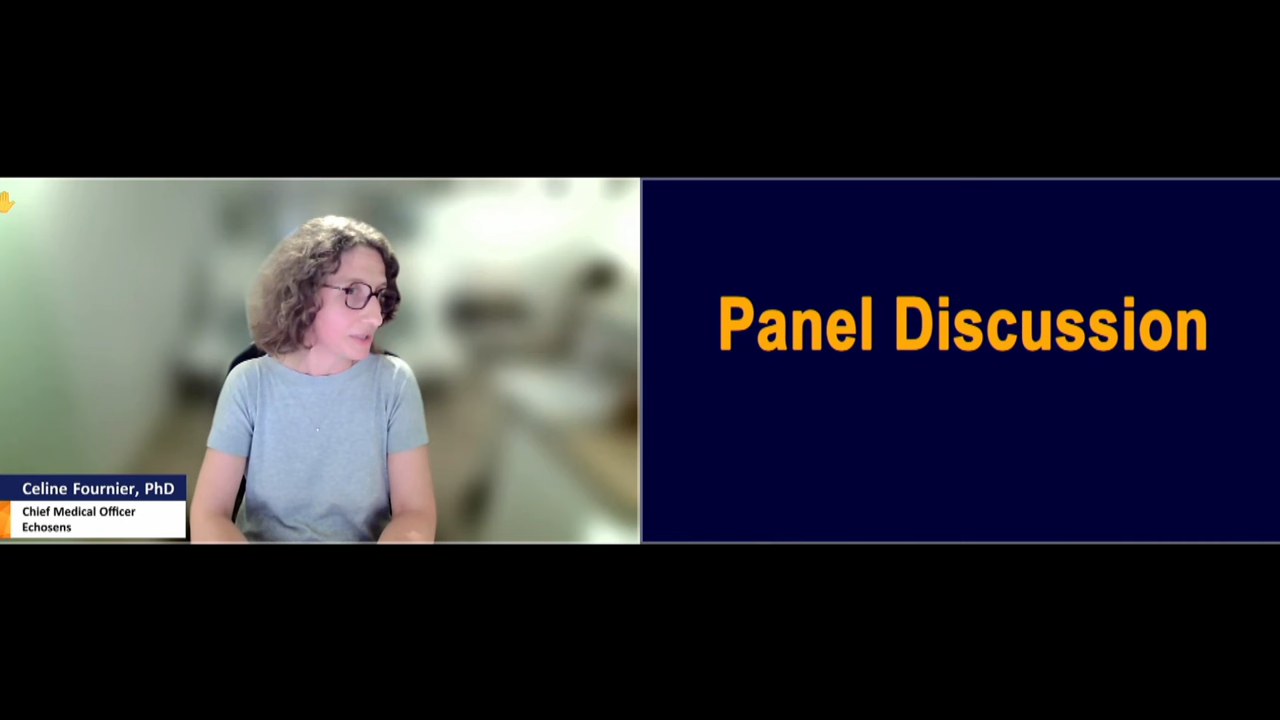 Celine Fournier, PhD
Chief Medical Officer
Echosens
Panel Discussion